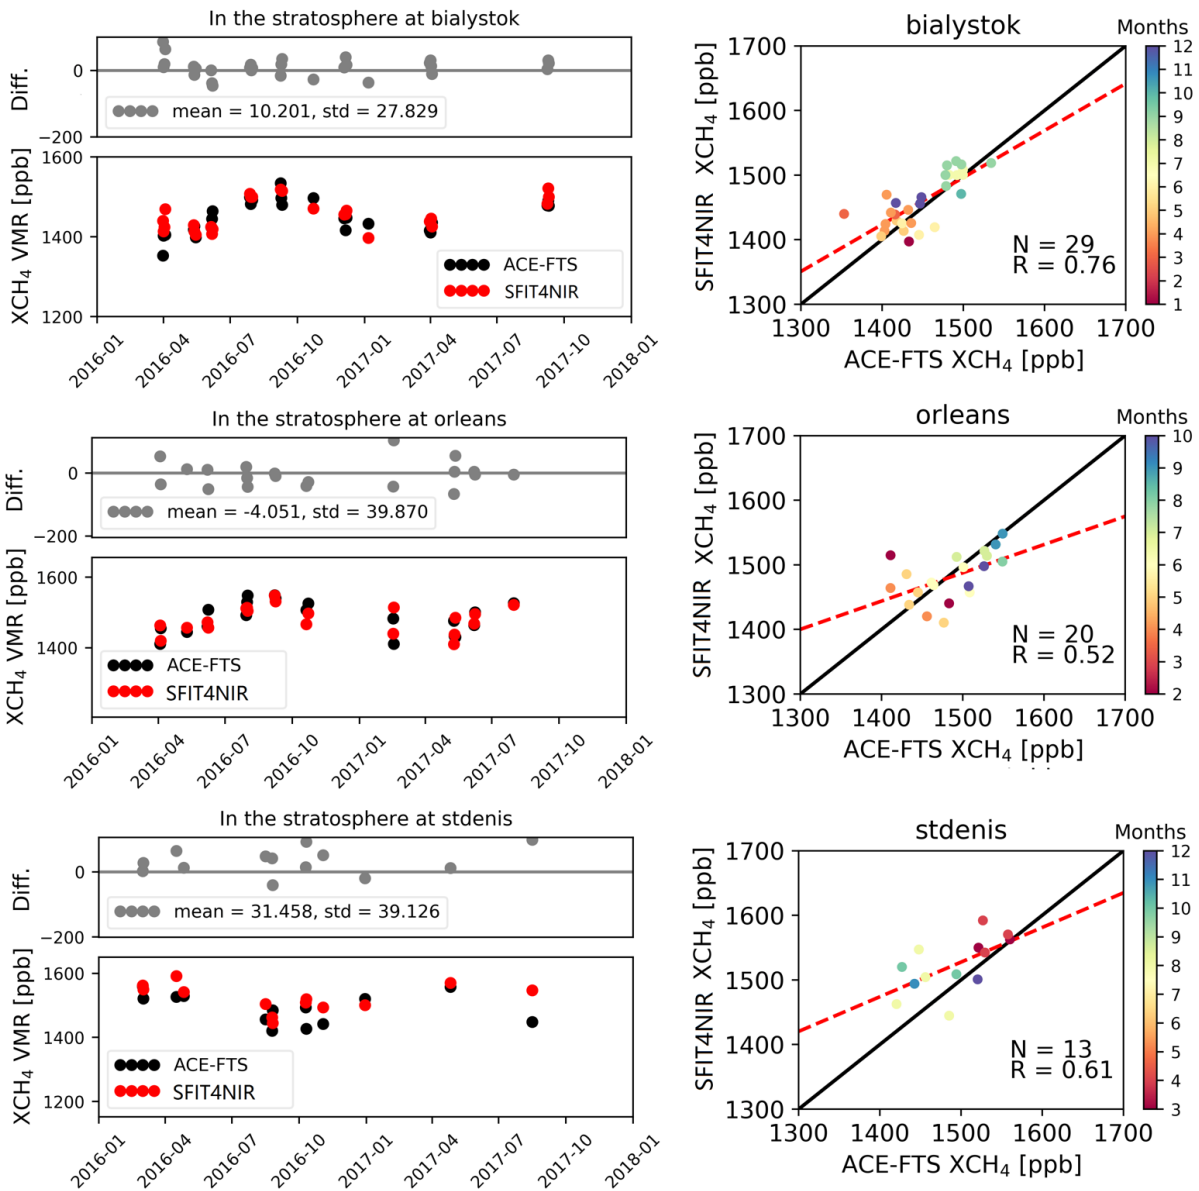 In the stratosphere at bialystok
Diff.
0
−200
mean = 10.201, std = 27.829
XCH4 VMR [ppb]
1600
1400
1200
ACE-FTS
SFIT4NIR
2016-01
2016-04
2016-07
2016-10
2017-01
2017-04
2017-07
2017-10
2018-01
bialystok
Months
SFIT4NIR XCH4 [ppb]
1700
1600
1500
1400
1300
N = 29
R = 0.76
1300
1400
1500
1600
1700
ACE-FTS XCH4 [ppb]
12
11
10
9
8
7
6
5
4
3
2
1
In the stratosphere at orleans
Diff.
0
−200
mean = -4.051, std = 39.870
XCH4 VMR [ppb]
1600
1400
ACE-FTS
SFIT4NIR
2016-01
2016-04
2016-07
2016-10
2017-01
2017-04
2017-07
2017-10
2018-01
orleans
Months
SFIT4NIR XCH4 [ppb]
1700
1600
1500
1400
1300
N = 20
R = 0.52
1300
1400
1500
1600
1700
ACE-FTS XCH4 [ppb]
10
9
8
7
6
5
4
3
2
In the stratosphere at stdenis
Diff.
0
−200
mean = 31.458, std = 39.126
XCH4 VMR [ppb]
1600
1400
1200
ACE-FTS
SFIT4NIR
2016-01
2016-04
2016-07
2016-10
2017-01
2017-04
2017-07
2017-10
2018-01
stdenis
Months
SFIT4NIR XCH4 [ppb]
1700
1600
1500
1400
1300
N = 13
R = 0.61
1300
1400
1500
1600
1700
ACE-FTS XCH4 [ppb]
12
11
10
9
8
7
6
5
4
3